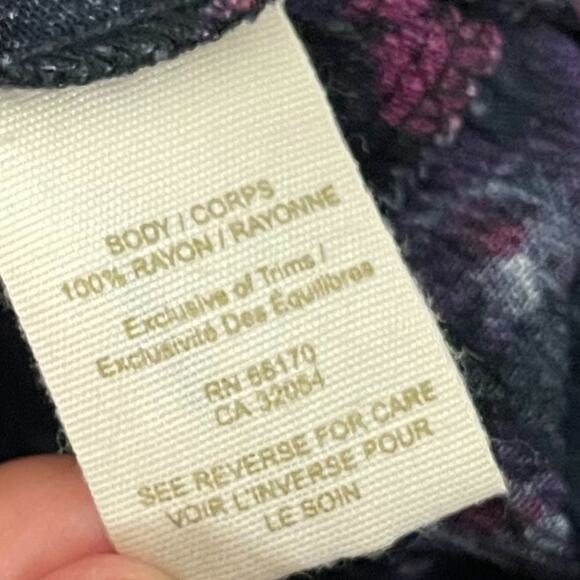 BODY / CORPS
100% RAYON / RAYONNE
Exclusive of Trims /
Exclusivité Des Équilibres
RN 66170
CA 32054
SEE REVERSE FOR CARE
VOIR L'INVERSE POUR
LE SOIN